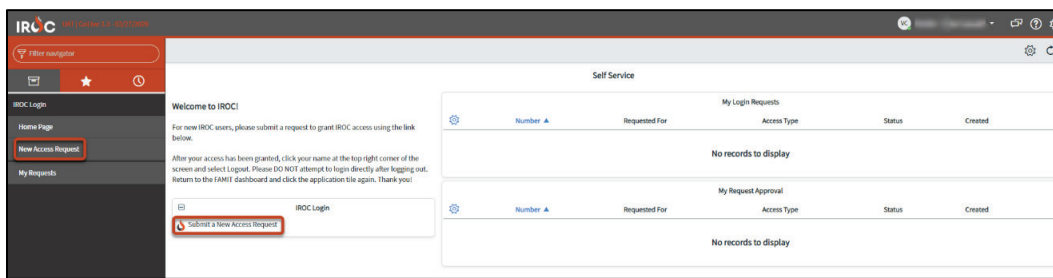 IROC
VC
Filter navigator
Self Service
IROC Login
Home Page
New Access Request
My Requests
Welcome to IROC!
For new IROC users, please submit a request to grant IROC access using the link
below.
After your access has been granted, click your name at the top right corner of the
screen and select Logout. Please DO NOT attempt to login directly after logging out.
Return to the FAMIT dashboard and click the application tile again. Thank you!
IROC Login
Submit a New Access Request
My Login Requests
Number ▲ Requested For Access Type Status Created
No records to display
My Request Approval
Number ▲ Requested For Access Type Status Created
No records to display